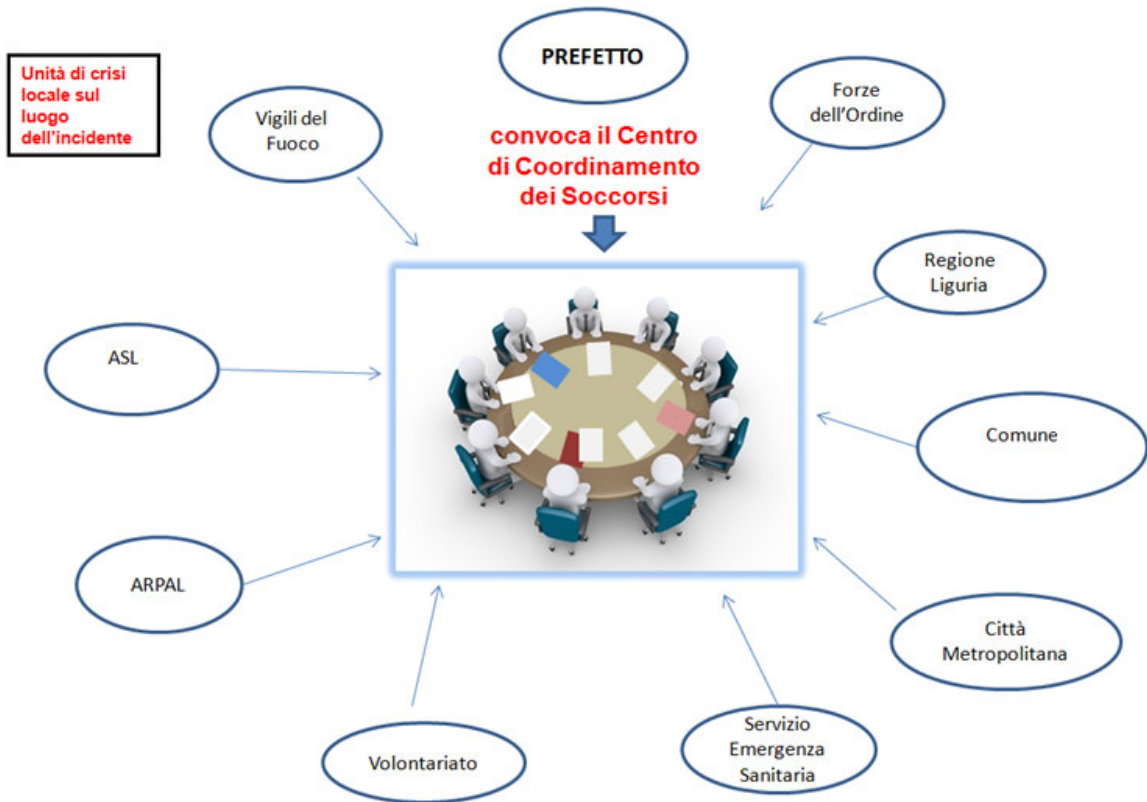 PREFETTO
Unità di crisi
locale sul
luogo
dell'incidente
Vigili del
Fuoco
convoca il Centro
di Coordinamento
dei Soccorsi
Forze
dell'Ordine
Regione
Liguria
ASL
Comune
ARPAL
Città
Metropolitana
Volontariato
Servizio
Emergenza
Sanitaria